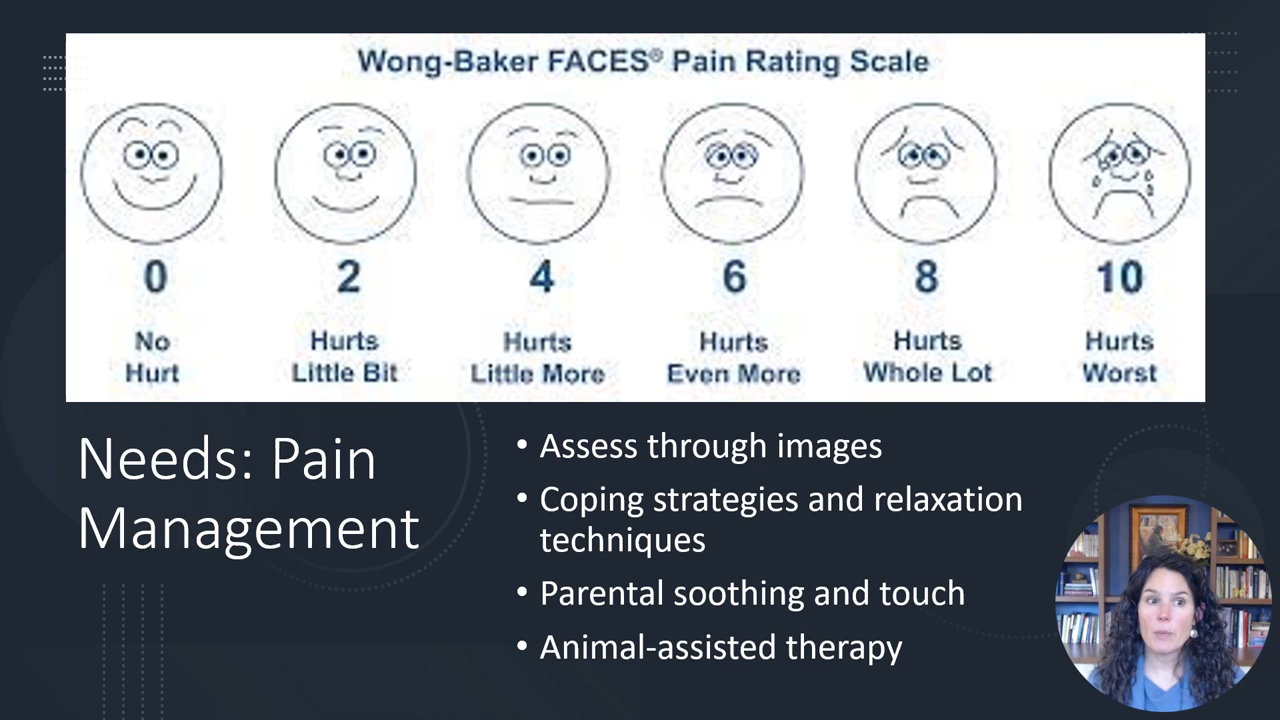 Wong-Baker FACES® Pain Rating Scale
0
2
4
6
8
10
No
Hurt
Hurts
Little Bit
Hurts
Little More
Hurts
Even More
Hurts
Whole Lot
Hurts
Worst
Needs: Pain
Management
• Assess through images
• Coping strategies and relaxation
techniques
• Parental soothing and touch
• Animal-assisted therapy